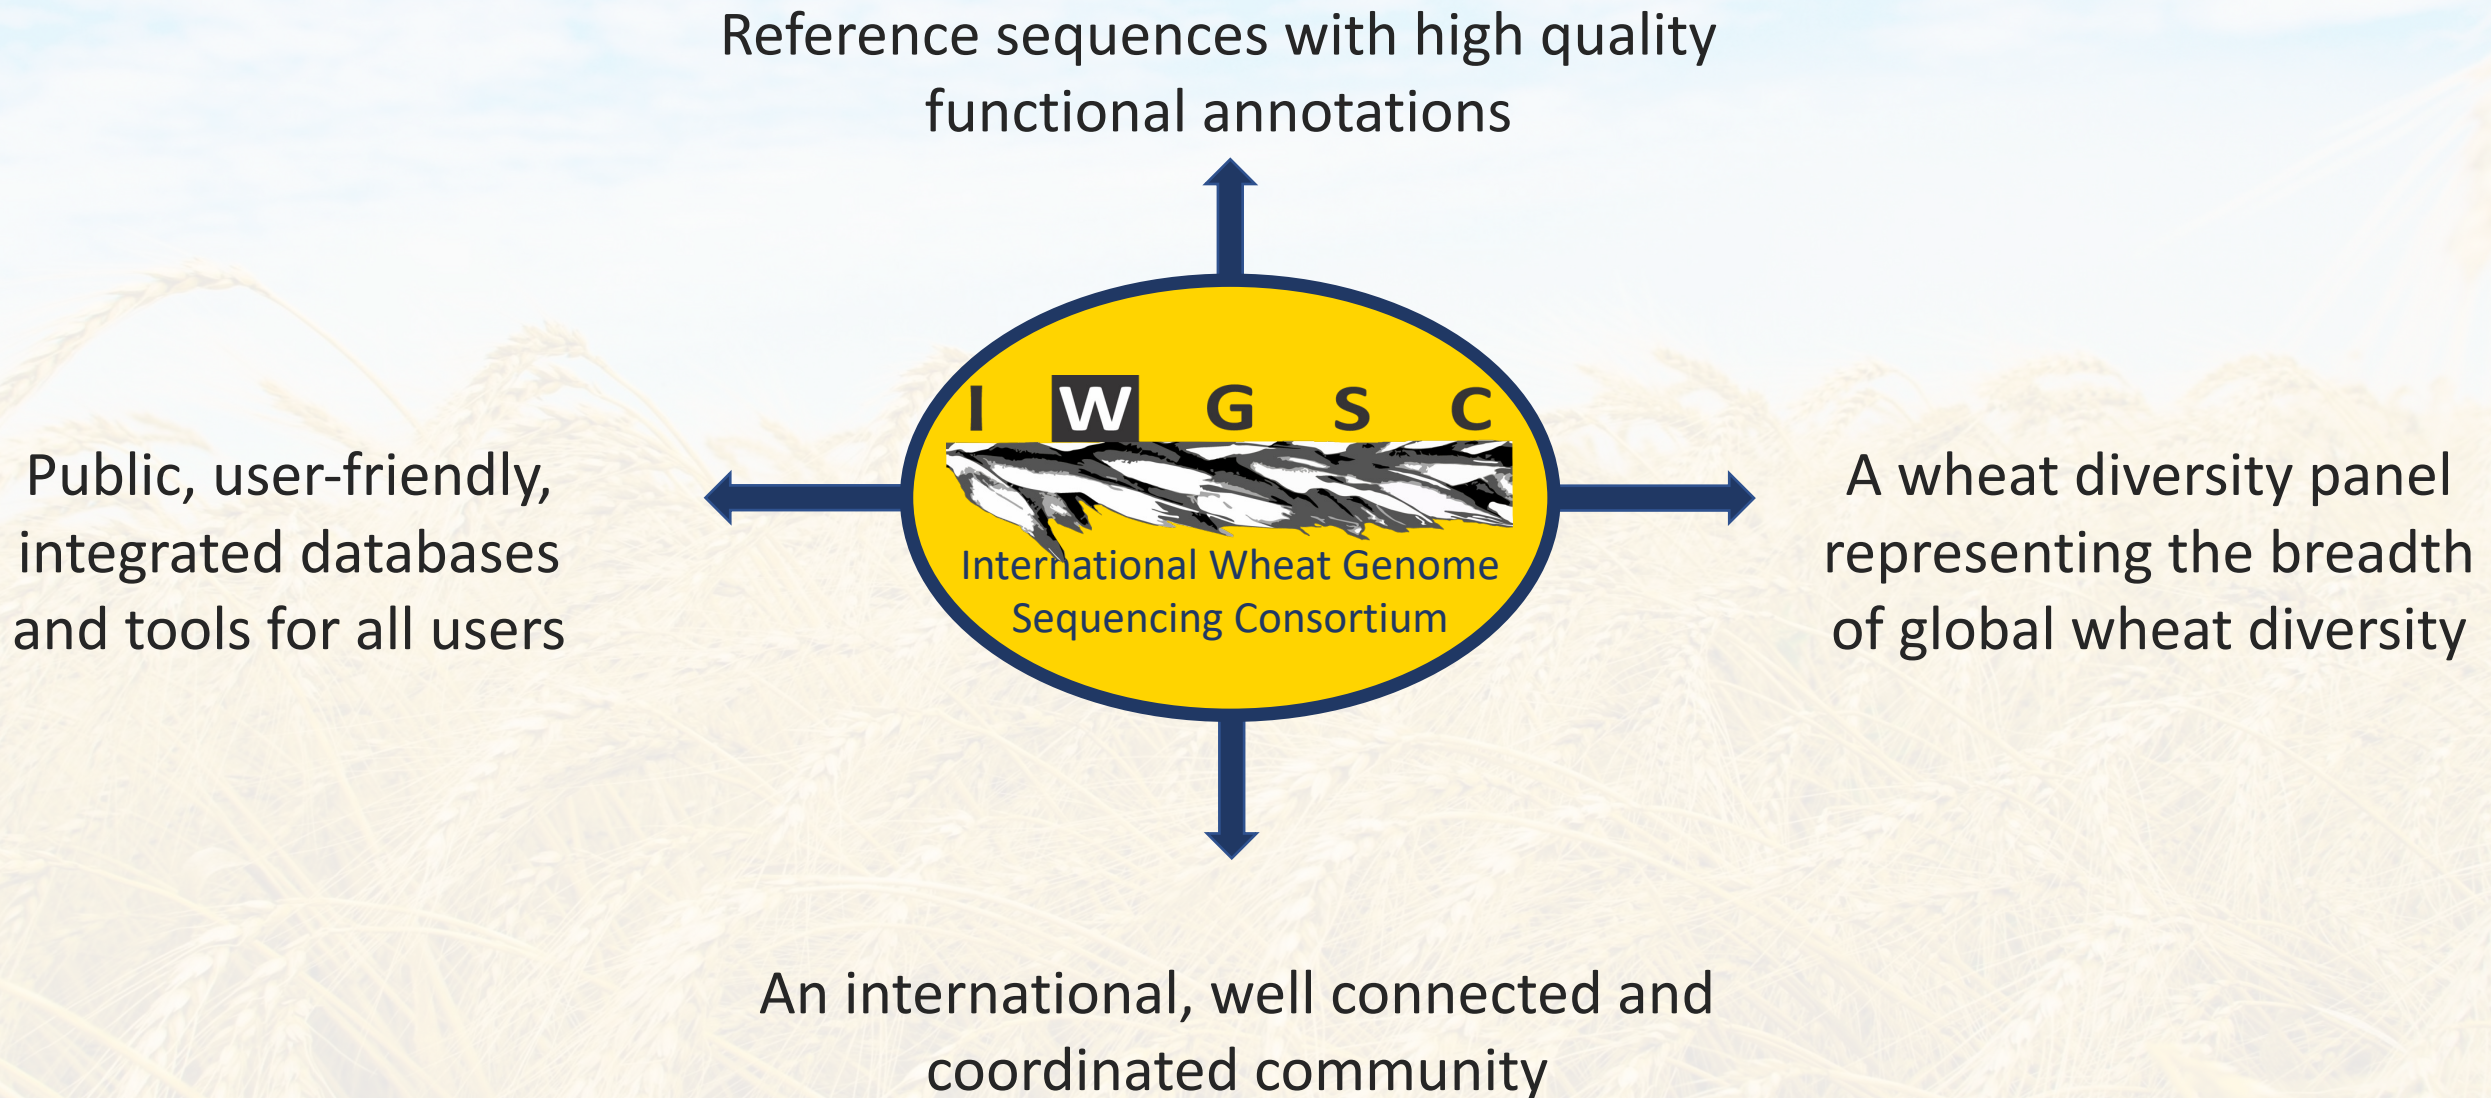 Reference sequences with high quality
functional annotations
I W G S C
International Wheat Genome
Sequencing Consortium
Public, user-friendly,
integrated databases
and tools for all users
A wheat diversity panel
representing the breadth
of global wheat diversity
An international, well connected and
coordinated community